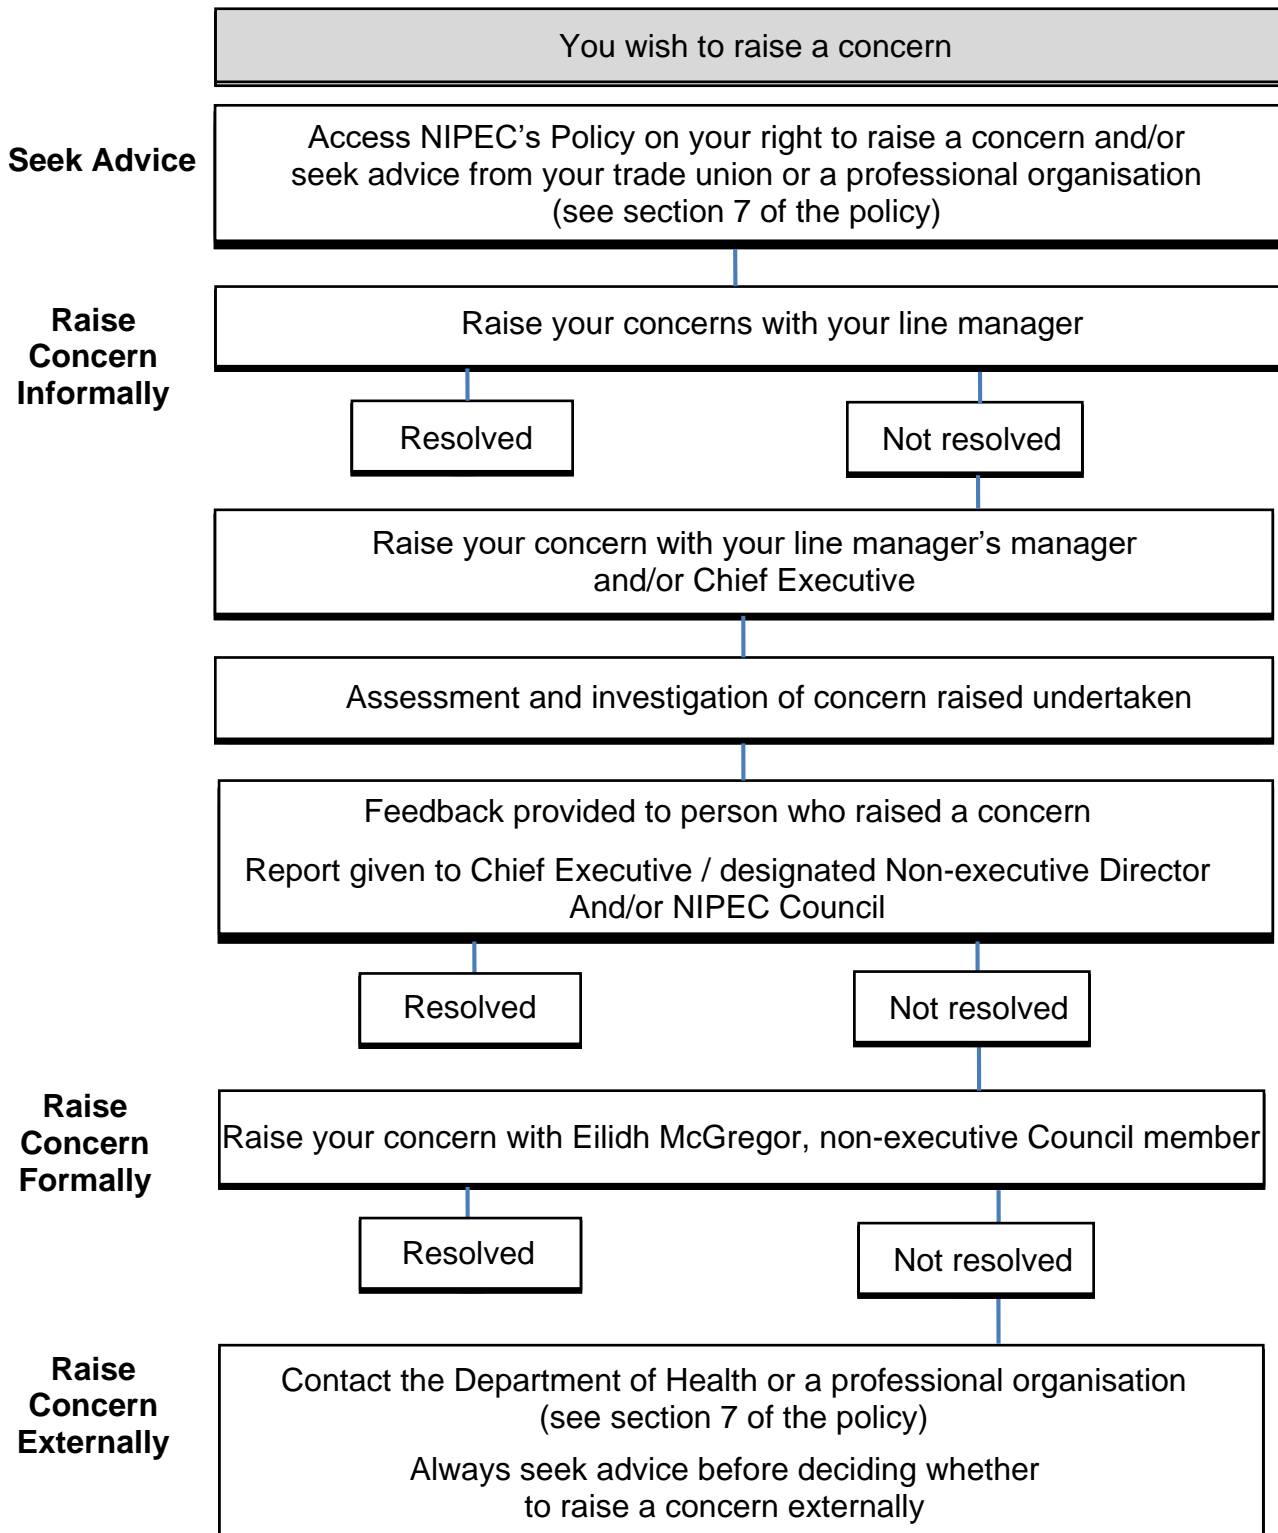 You wish to raise a concern
Seek Advice
Access NIPEC’s Policy on your right to raise a concern and/or
seek advice from your trade union or a professional organisation
(see section 7 of the policy)
Raise
Concern
Informally
Raise your concerns with your line manager
Resolved
Not resolved
Raise your concern with your line manager’s manager
and/or Chief Executive
Assessment and investigation of concern raised undertaken
Feedback provided to person who raised a concern
Report given to Chief Executive / designated Non-executive Director
And/or NIPEC Council
Resolved
Not resolved
Raise
Concern
Formally
Raise your concern with Eilidh McGregor, non-executive Council member
Resolved
Not resolved
Raise
Concern
Externally
Contact the Department of Health or a professional organisation
(see section 7 of the policy)
Always seek advice before deciding whether
to raise a concern externally